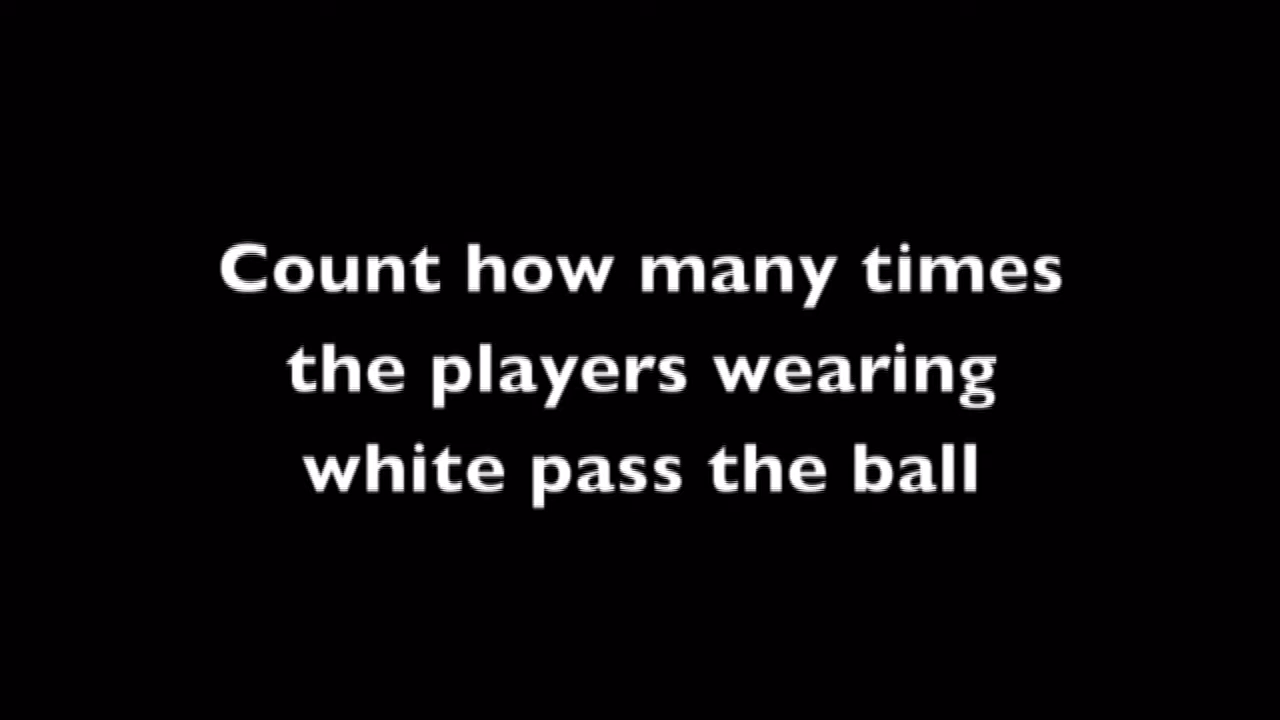 Count how many times
the players wearing
white pass the ball